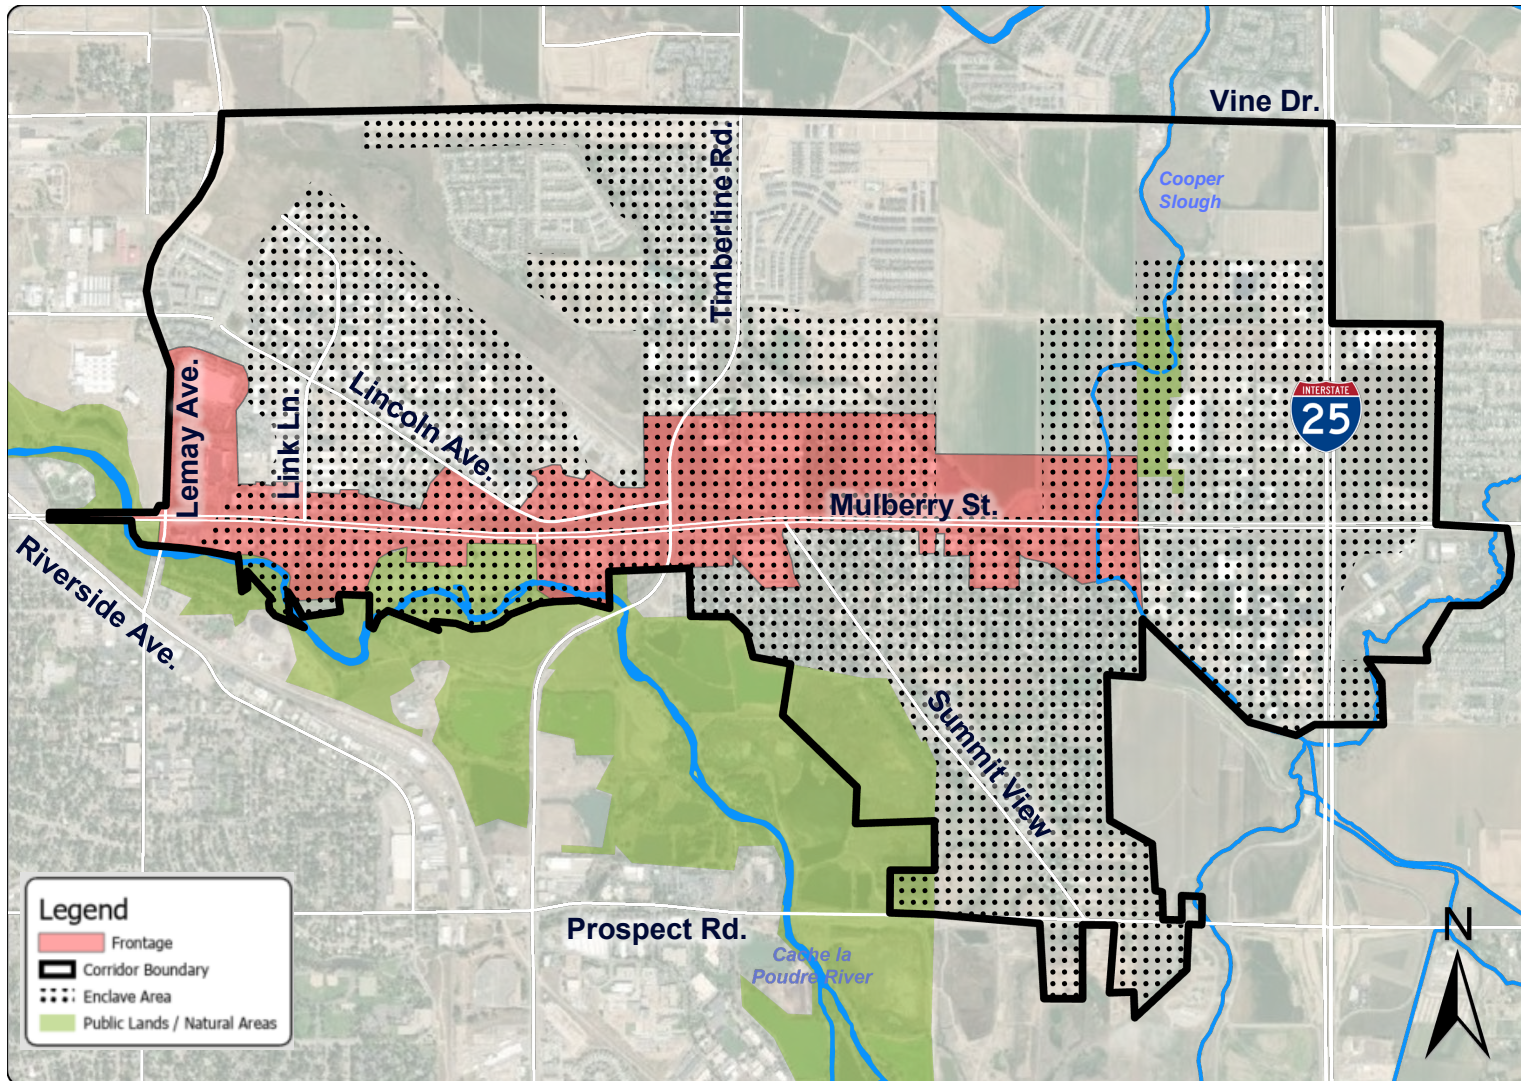 Vine Dr.
Timberline Rd.
Cooper
Slough
Lemay Ave.
Link Ln.
Lincoln Ave.
INTERSTATE
25
Mulberry St.
Riverside Ave.
Summit View
Prospect Rd.
Cache la
Poudre River
Legend
Frontage
Corridor Boundary
Enclave Area
Public Lands / Natural Areas
N